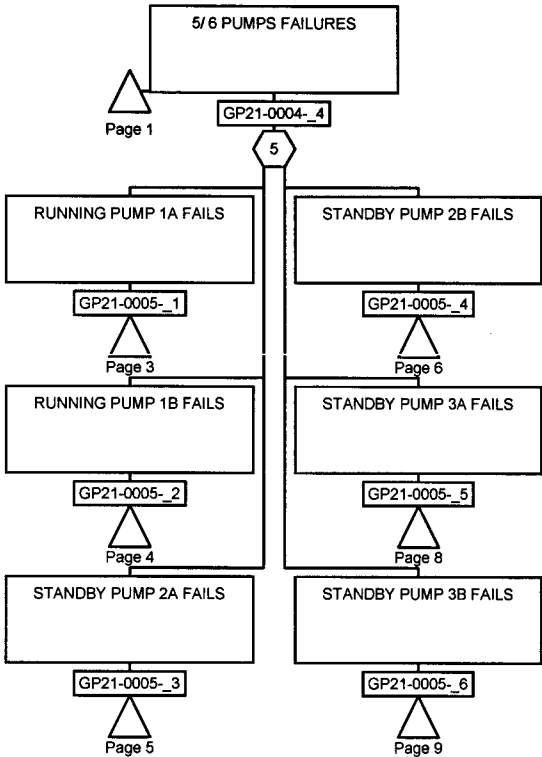 5/ 6 PUMPS FAILURES
Page 1
GP21-0004-_4
5
RUNNING PUMP 1A FAILS
GP21-0005-_1
Page 3
STANDBY PUMP 2B FAILS
GP21-0005-_4
Page 6
RUNNING PUMP 1B FAILS
GP21-0005-_2
Page 4
STANDBY PUMP 3A FAILS
GP21-0005-_5
Page 8
STANDBY PUMP 2A FAILS
GP21-0005-_3
Page 5
STANDBY PUMP 3B FAILS
GP21-0005-_6
Page 9